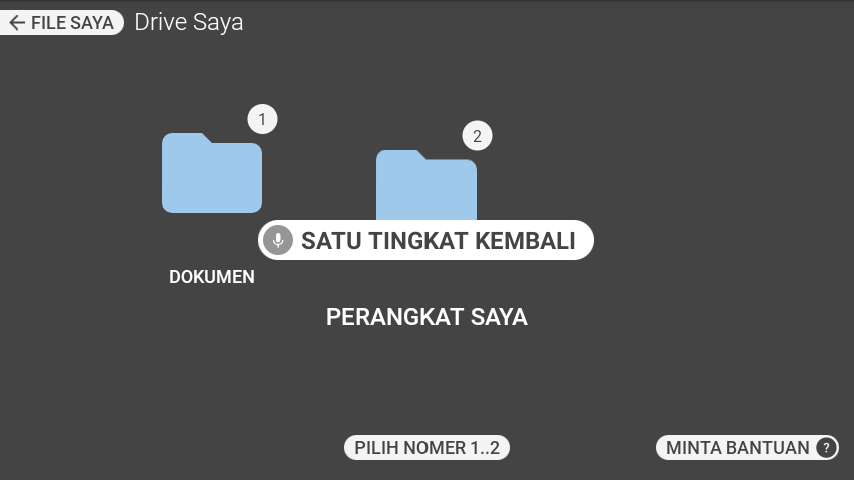 FILE SAYA Drive Saya
1
2
SATU TINGKAT KEMBALI
DOKUMEN
PERANGKAT SAYA
PILIH NOMER 1..2
MINTA BANTUAN ?